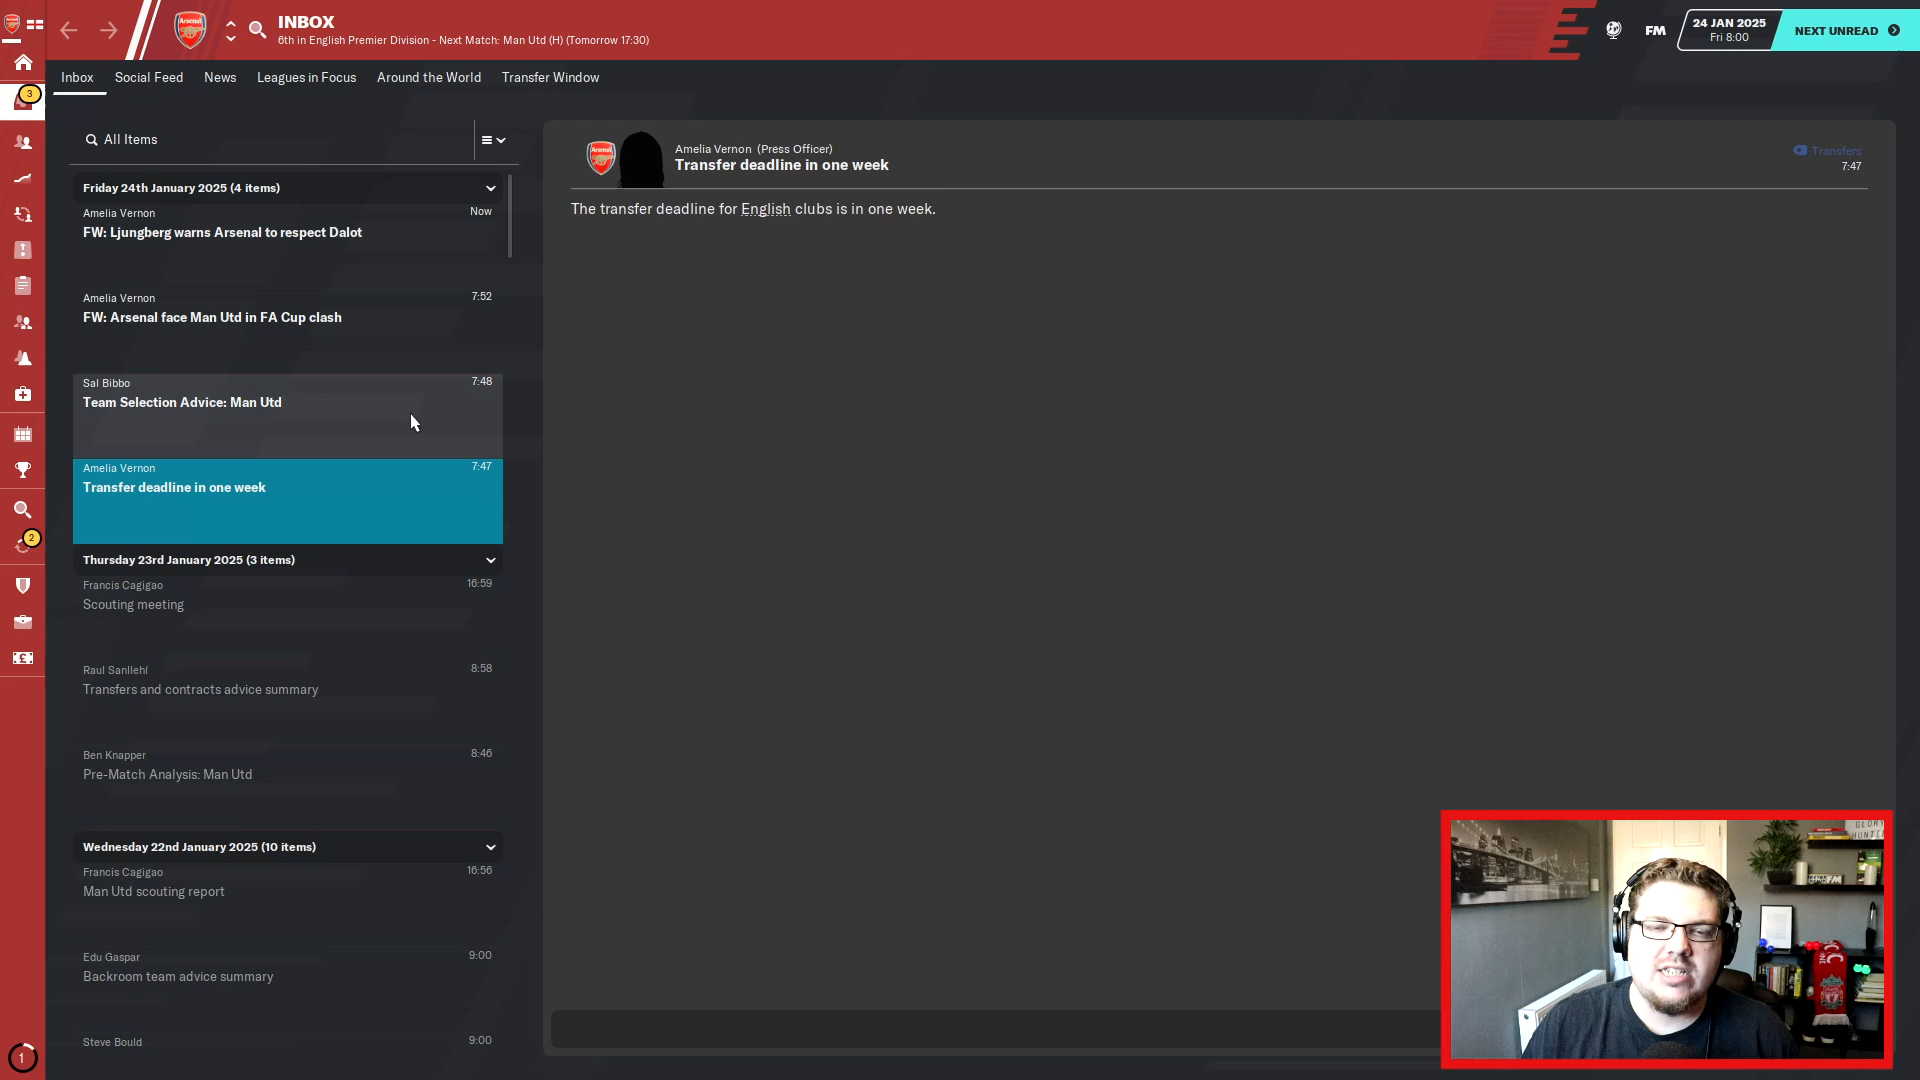 INBOX
6th in English Premier Division - Next Match: Man Utd (H) (Tomorrow 17:30)
FM
24 JAN 2025
Fri 8:00
NEXT UNREAD
Inbox
Social Feed
News
Leagues in Focus
Around the World
Transfer Window
3
2
1
All Items
Friday 24th January 2025 (4 items)
Amelia Vernon
Now
FW: Ljungberg warns Arsenal to respect Dalot
Amelia Vernon
7:52
FW: Arsenal face Man Utd in FA Cup clash
Sal Bibbo
7:48
Team Selection Advice: Man Utd
Amelia Vernon
7:47
Transfer deadline in one week
Thursday 23rd January 2025 (3 items)
Francis Cagigao
16:59
Scouting meeting
Raul Sanllehí
8:58
Transfers and contracts advice summary
Ben Knapper
8:46
Pre-Match Analysis: Man Utd
Wednesday 22nd January 2025 (10 items)
Francis Cagigao
16:56
Man Utd scouting report
Edu Gaspar
9:00
Backroom team advice summary
Steve Bould
9:00
Arsenal
Amelia Vernon (Press Officer)
Transfer deadline in one week
Transfers
7:47
The transfer deadline for English clubs is in one week.